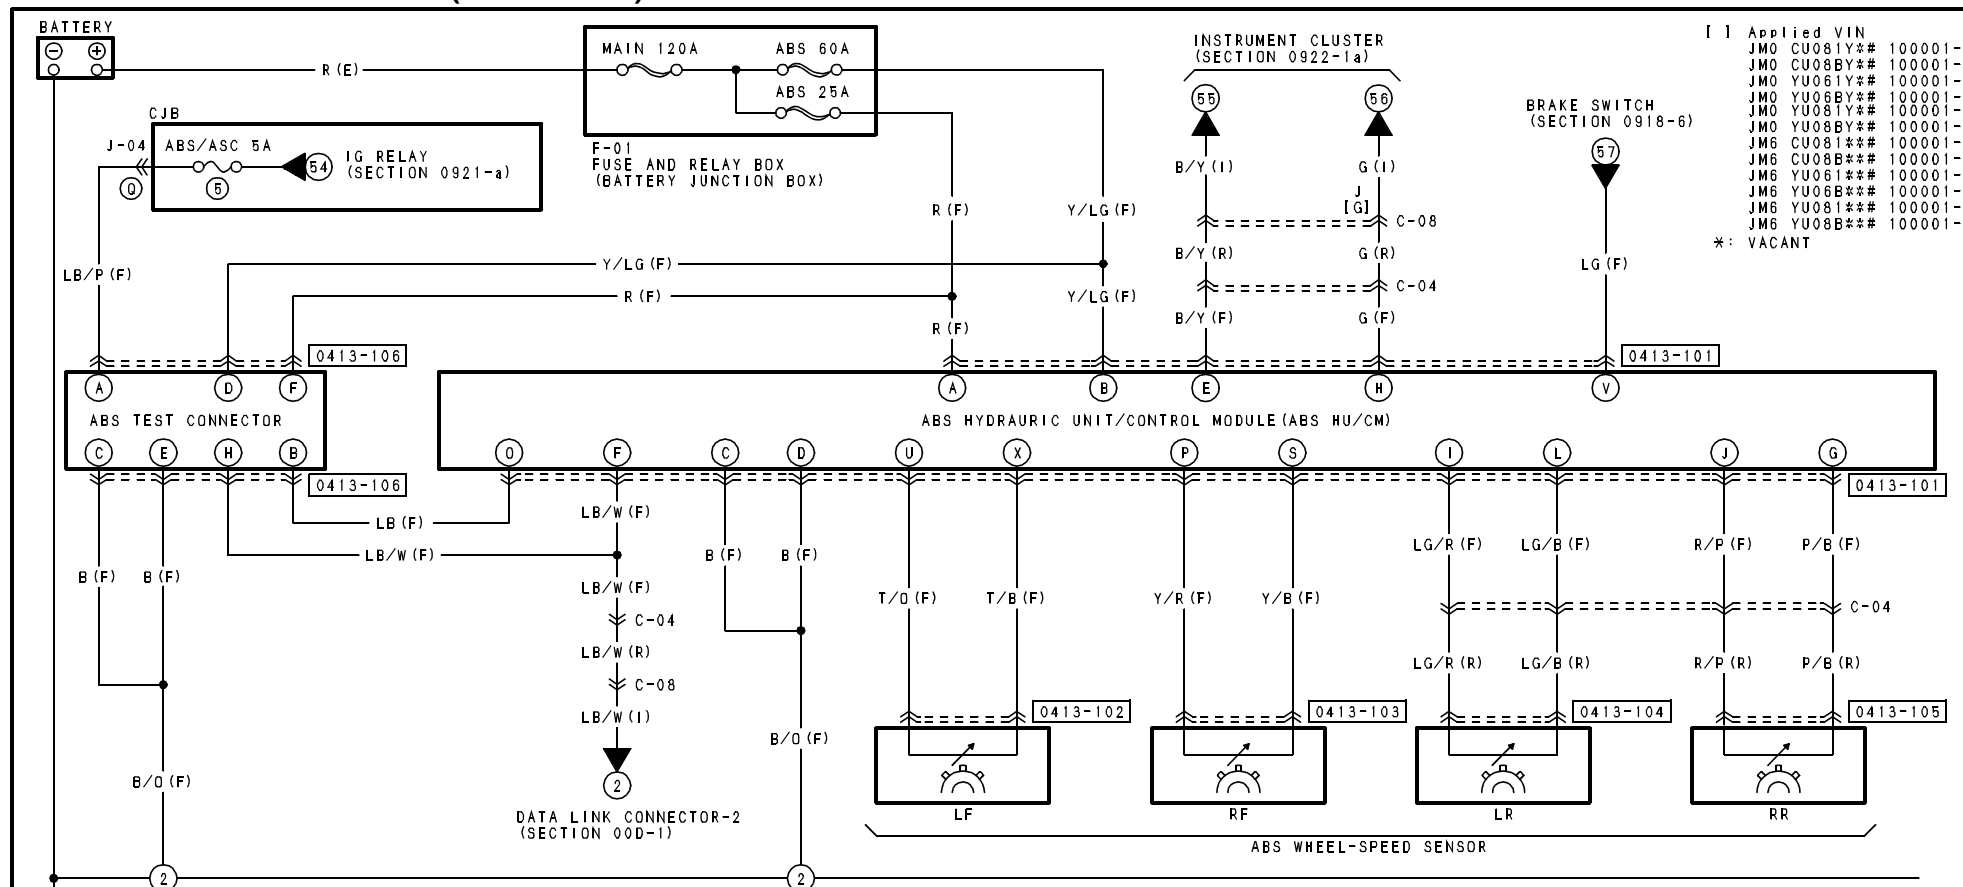 BATTERY
R(E)
MAIN 120A
ABS 60A
ABS 25A
F-01
FUSE AND RELAY BOX
(BATTERY JUNCTION BOX)
CJB
J-04
ABS/ASC 5A
54
IG RELAY
(SECTION 0921-a)
Q
5
INSTRUMENT CLUSTER
(SECTION 0922-1a)
55
56
BRAKE SWITCH
(SECTION 0918-6)
57
[ ] Applied VIN
JM0 CU081Y*# 100001-
JM0 CU08BY*# 100001-
JM0 YU061Y*# 100001-
JM0 YU06BY*# 100001-
JM0 YU081Y*# 100001-
JM0 YU08BY*# 100001-
JM6 CU081**# 100001-
JM6 CU08B**# 100001-
JM6 YU061**# 100001-
JM6 YU06B**# 100001-
JM6 YU081**# 100001-
JM6 YU08B**# 100001-
*: VACANT
B/Y(I)
G(I)
J
[G]
C-08
R(F)
Y/LG(F)
B/Y(R)
G(R)
LG(F)
LB/P(F)
Y/LG(F)
C-04
R(F)
Y/LG(F)
B/Y(F)
G(F)
R(F)
0413-106
0413-101
A
D
F
A
B
E
H
V
ABS TEST CONNECTOR
ABS HYDRAURIC UNIT/CONTROL MODULE(ABS HU/CM)
C
E
H
B
O
F
C
D
U
X
P
S
I
L
J
G
0413-106
0413-101
LB(F)
LB/W(F)
LB/W(F)
B(F)
B(F)
LG/R(F)
LG/B(F)
R/P(F)
P/B(F)
B(F)
B(F)
LB/W(F)
T/O(F)
T/B(F)
Y/R(F)
Y/B(F)
C-04
C-04
LB/W(R)
LG/R(R)
LG/B(R)
R/P(R)
P/B(R)
C-08
LB/W(I)
0413-102
0413-103
0413-104
0413-105
B/O(F)
B/O(F)
2
DATA LINK CONNECTOR-2
(SECTION 00D-1)
LF
RF
LR
RR
ABS WHEEL-SPEED SENSOR
2
2